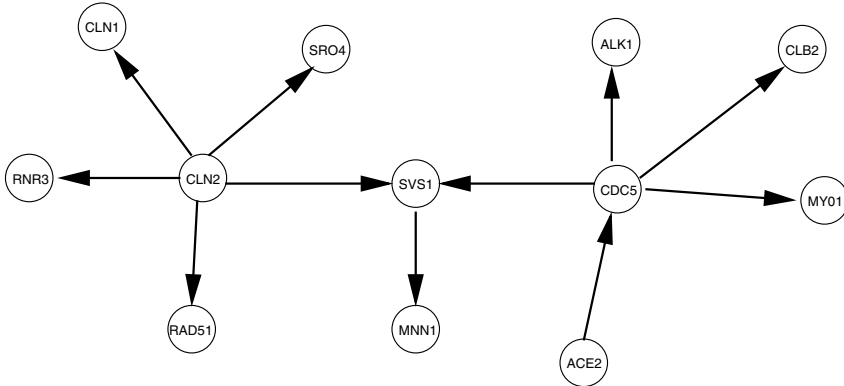 CLN1
SRO4
ALK1
CLB2
RNR3
CLN2
SVS1
CDC5
MY01
RAD51
MNN1
ACE2